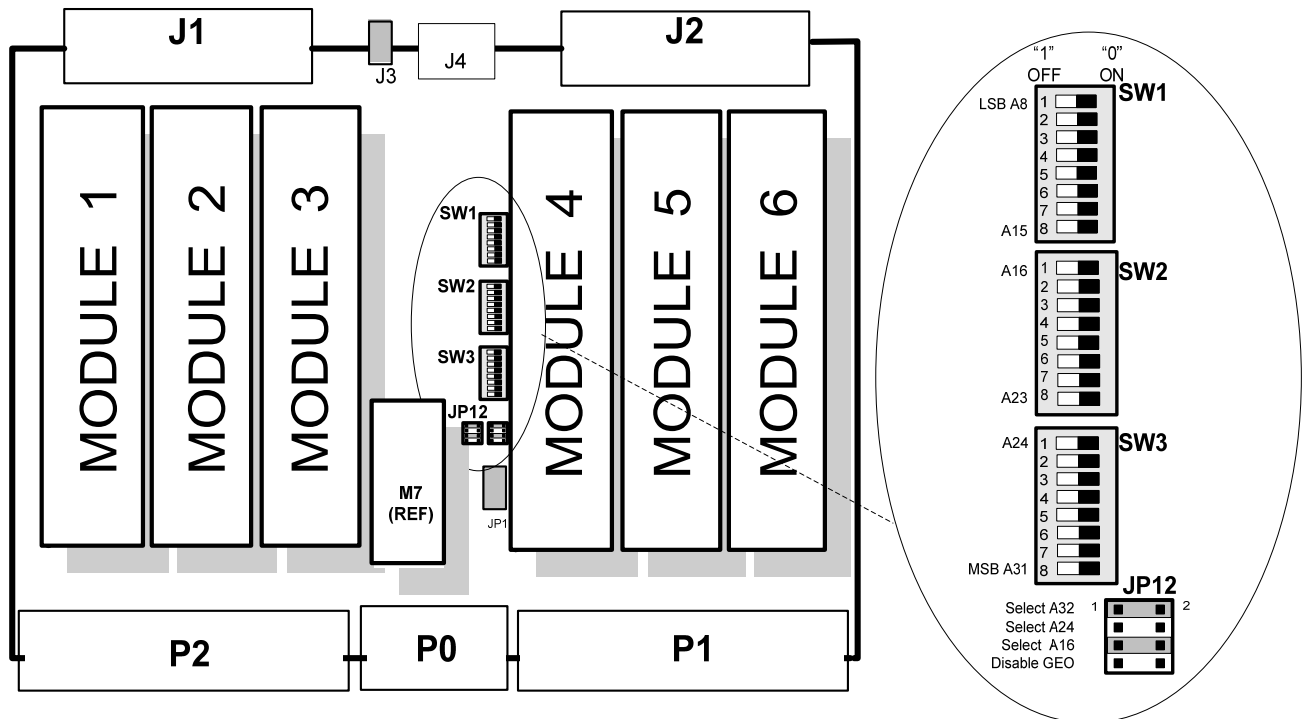 J1
J3
J4
J2
MODULE 1
MODULE 2
MODULE 3
MODULE 4
MODULE 5
MODULE 6
SW1
SW2
SW3
JP12
M7
(REF)
JP1
P2
P0
P1
“1” “0”
OFF ON
SW1
LSB A8 1
2
3
4
5
6
7
A15 8
SW2
A16 1
2
3
4
5
6
7
A23 8
SW3
A24 1
2
3
4
5
6
7
MSB A31 8
JP12
Select A32 1 2
Select A24
Select A16
Disable GEO